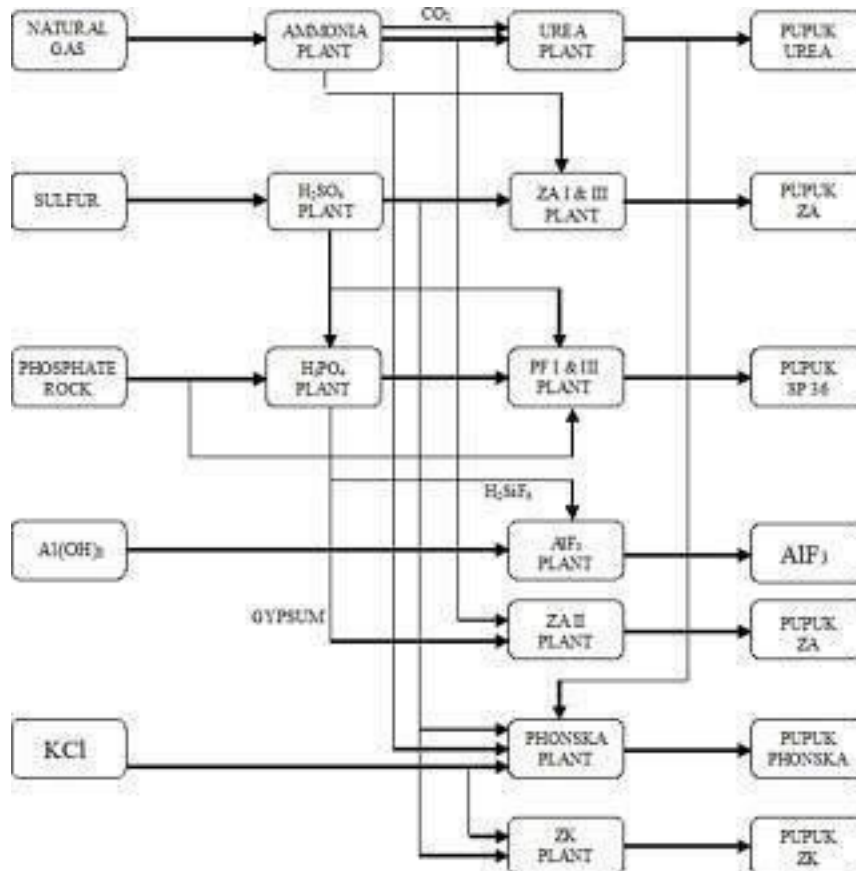 CO₂
NATURAL
GAS
AMMONIA
PLANT
UREA
PLANT
PUPUK
UREA
SULFUR
H₂SO₄
PLANT
ZA I & III
PLANT
PUPUK
ZA
PHOSPHATE
ROCK
H₃PO₄
PLANT
PF I & III
PLANT
PUPUK
SP 36
H₂SiF₆
Al(OH)₃
AlF₃
PLANT
AlF₃
GYPSUM
ZA II
PLANT
PUPUK
ZA
KCl
PHONSKA
PLANT
PUPUK
PHONSKA
ZK
PLANT
PUPUK
ZK